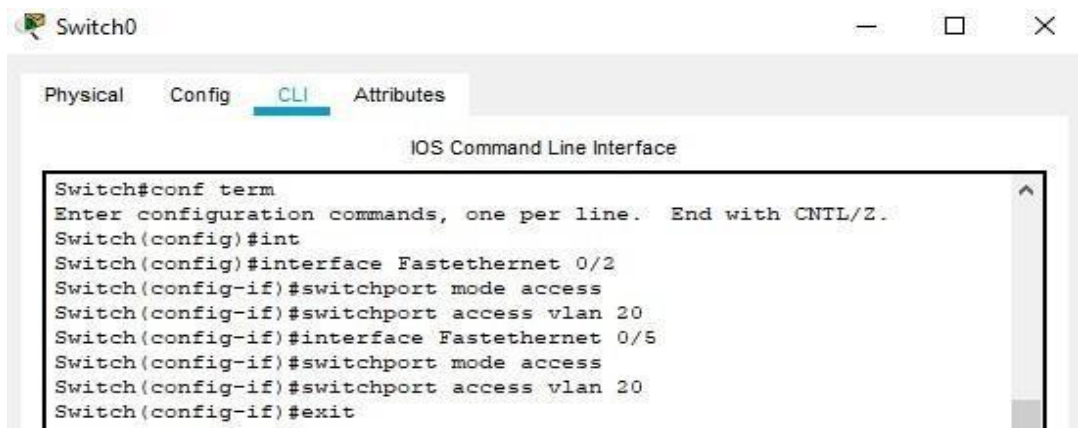 Switch0
Physical Config CLI Attributes
IOS Command Line Interface
Switch#conf term
Enter configuration commands, one per line.  End with CNTL/Z.
Switch(config)#int
Switch(config)#interface Fastethernet 0/2
Switch(config-if)#switchport mode access
Switch(config-if)#switchport access vlan 20
Switch(config-if)#interface Fastethernet 0/5
Switch(config-if)#switchport mode access
Switch(config-if)#switchport access vlan 20
Switch(config-if)#exit